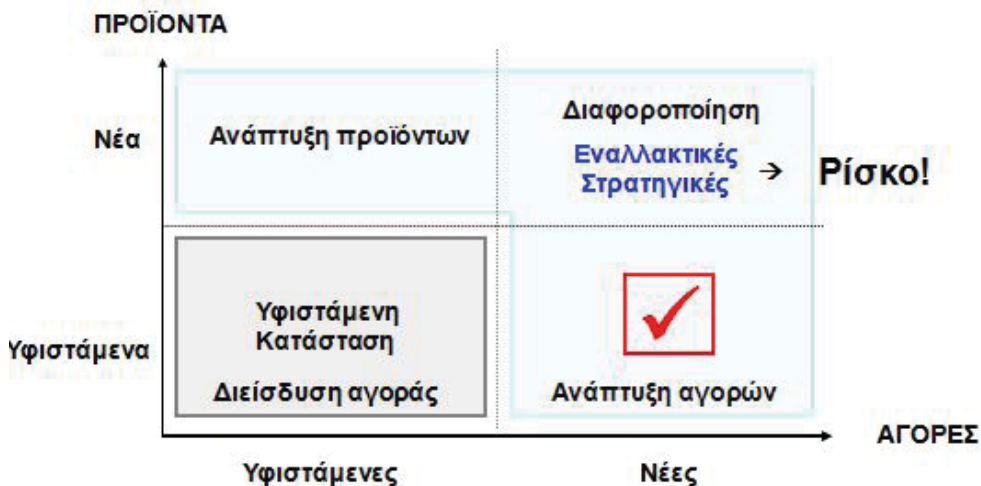 ΠΡΟΪΟΝΤΑ
Νέα
Ανάπτυξη προϊόντων
Διαφοροποίηση
Εναλλακτικές
Στρατηγικές
→ Ρίσκο!
Υφιστάμενα
Υφιστάμενη
Κατάσταση
Διείσδυση αγοράς
Ανάπτυξη αγορών
ΑΓΟΡΕΣ
Υφιστάμενες
Νέες